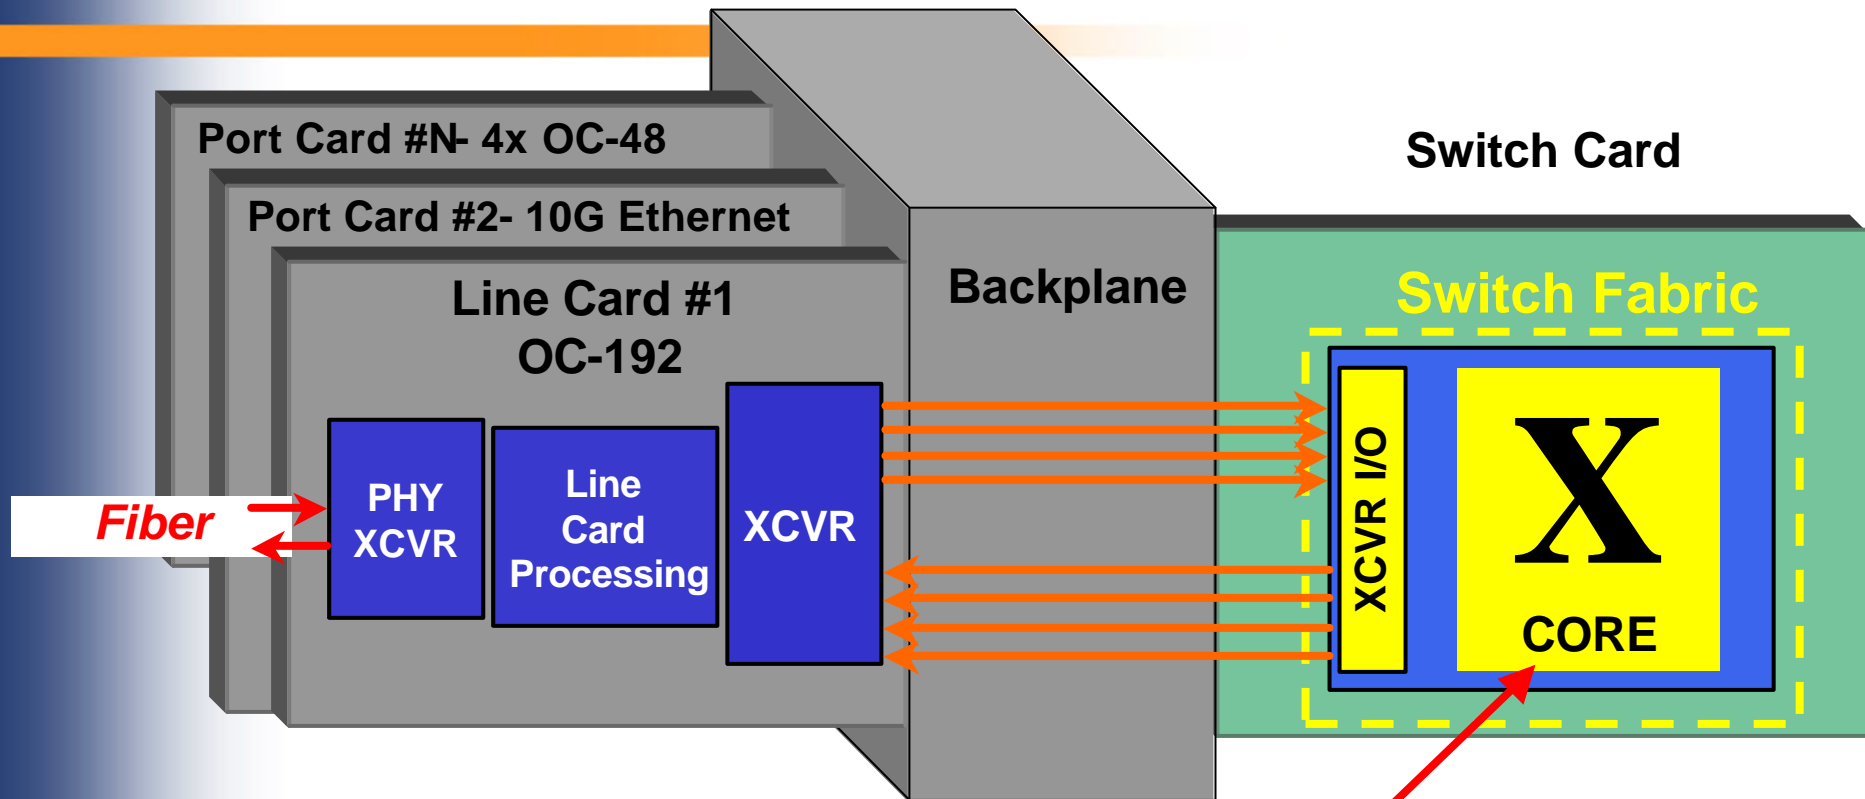 Port Card #N- 4x OC-48
Port Card #2- 10G Ethernet
Line Card #1
OC-192
Backplane
Switch Card
Switch Fabric
Fiber
PHY
XCVR
Line
Card
Processing
XCVR
XCVR I/O
X
CORE